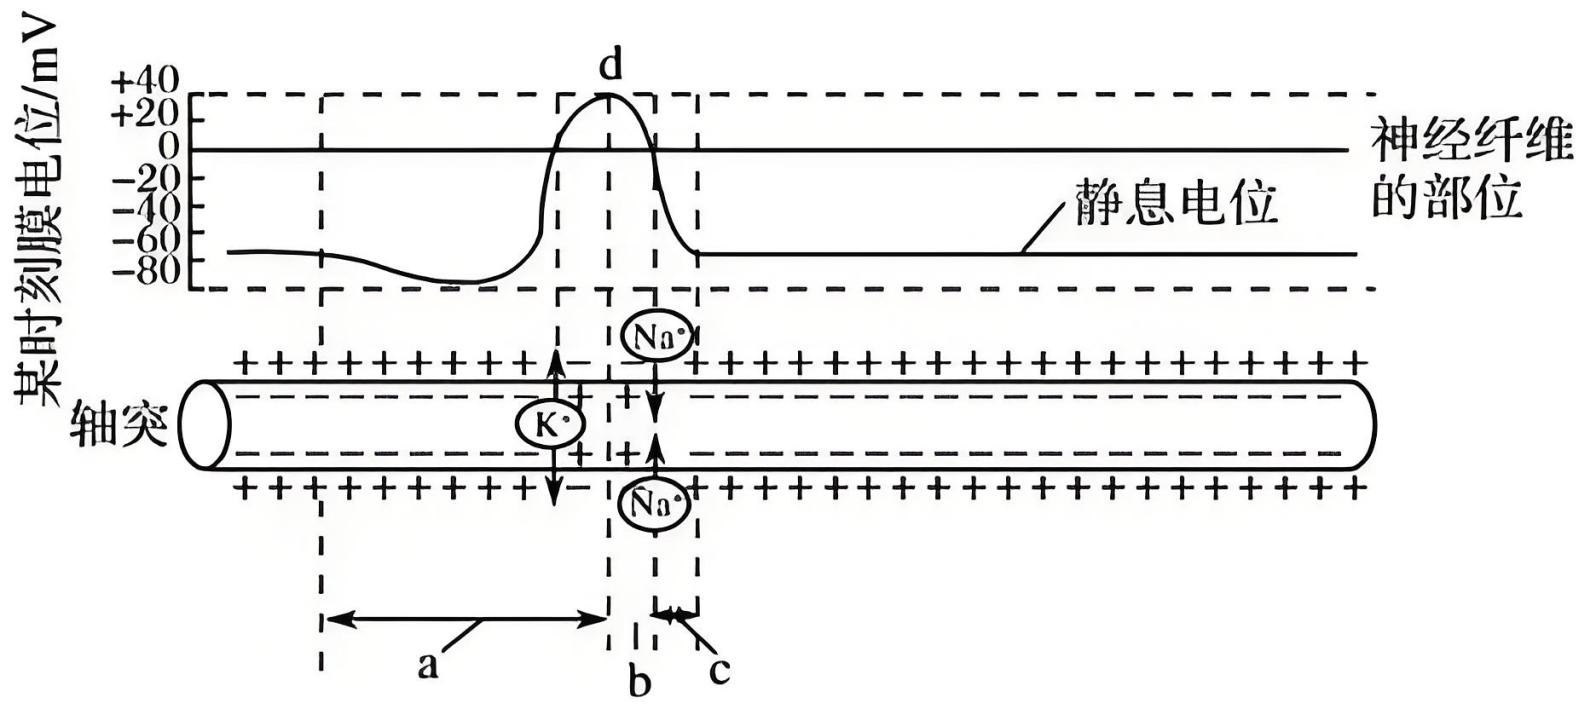 某时刻膜电位/mV
d
+40
+20
0
-20
-40
-60
-80
神经纤维
的部位
静息电位
Na⁺
+ + + + + + + + + − + + + + + + + + + + + + + + + + + + + +
轴突
K⁺
+ +
+ +
Na⁺
+ + + + + + + + + − + + + + + + + + + + + + + + + + + + + +
a
b
c